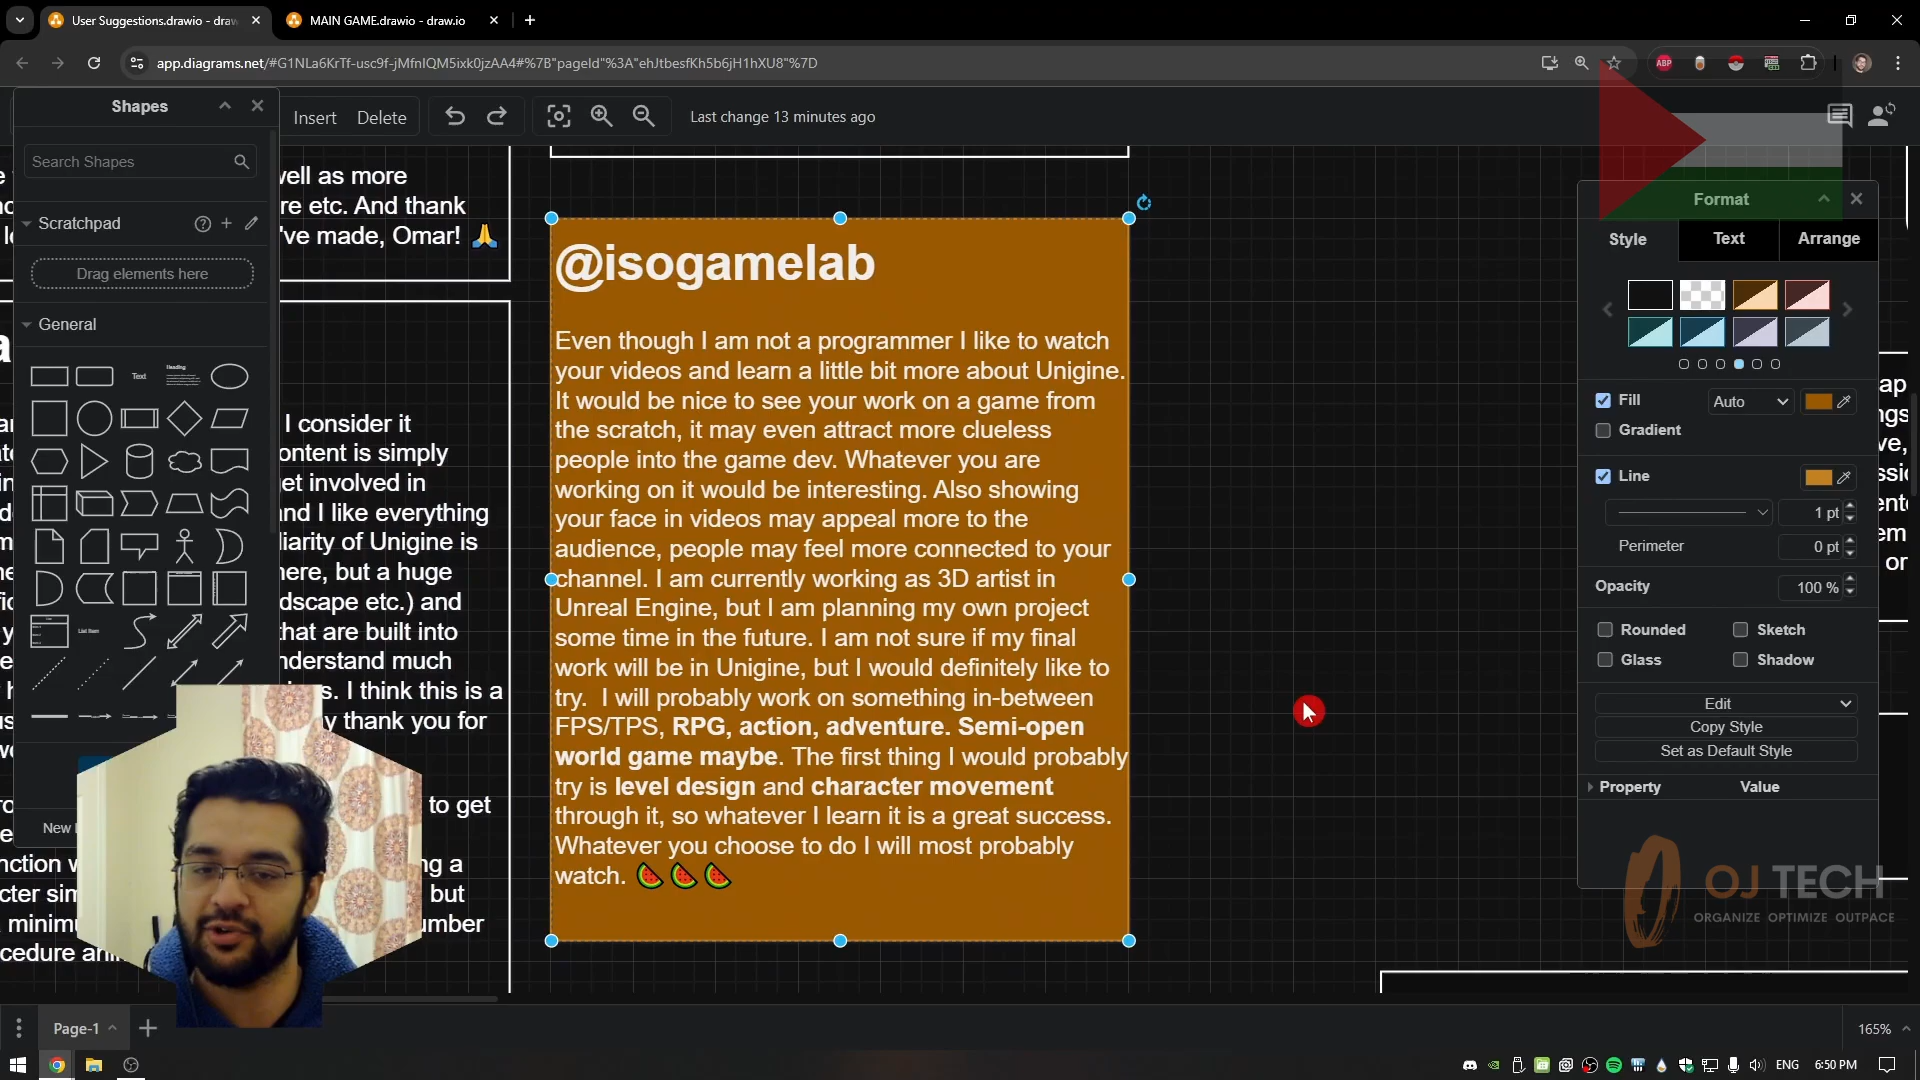 User Suggestions.drawio - draw
MAIN GAME.drawio - draw.io
app.diagrams.net/#G1NLa6KrTf-usc9f-jMfnIQM5ixk0jzAA4#%7B"pageId"%3A"ehJtbesfKh5b6jH1hXU8"%7D
ABP
Shapes
Insert
Delete
Last change 13 minutes ago
Search Shapes
Scratchpad
Drag elements here
General
Text
Heading
List Item
well as more
re etc. And thank
've made, Omar! 🙏
I consider it
ontent is simply
et involved in
and I like everything
liarity of Unigine is
here, but a huge
dscape etc.) and
that are built into
nderstand much
s. I think this is a
y thank you for
to get
ng a
but
umber
minimu
cter sim
nction w
ocedure ani
@isogamelab
Even though I am not a programmer I like to watch
your videos and learn a little bit more about Unigine.
It would be nice to see your work on a game from
the scratch, it may even attract more clueless
people into the game dev. Whatever you are
working on it would be interesting. Also showing
your face in videos may appeal more to the
audience, people may feel more connected to your
channel. I am currently working as 3D artist in
Unreal Engine, but I am planning my own project
some time in the future. I am not sure if my final
work will be in Unigine, but I would definitely like to
try.  I will probably work on something in-between
FPS/TPS, RPG, action, adventure. Semi-open
world game maybe. The first thing I would probably
try is level design and character movement
through it, so whatever I learn it is a great success.
Whatever you choose to do I will most probably
watch. 🍉🍉🍉
Format
Style
Text
Arrange
Fill
Auto
Gradient
Line
1 pt
Perimeter
0 pt
Opacity
100 %
Rounded
Sketch
Glass
Shadow
Edit
Copy Style
Set as Default Style
Property
Value
OJ TECH
ORGANIZE OPTIMIZE OUTPACE
Page-1
165%
ENG
6:50 PM